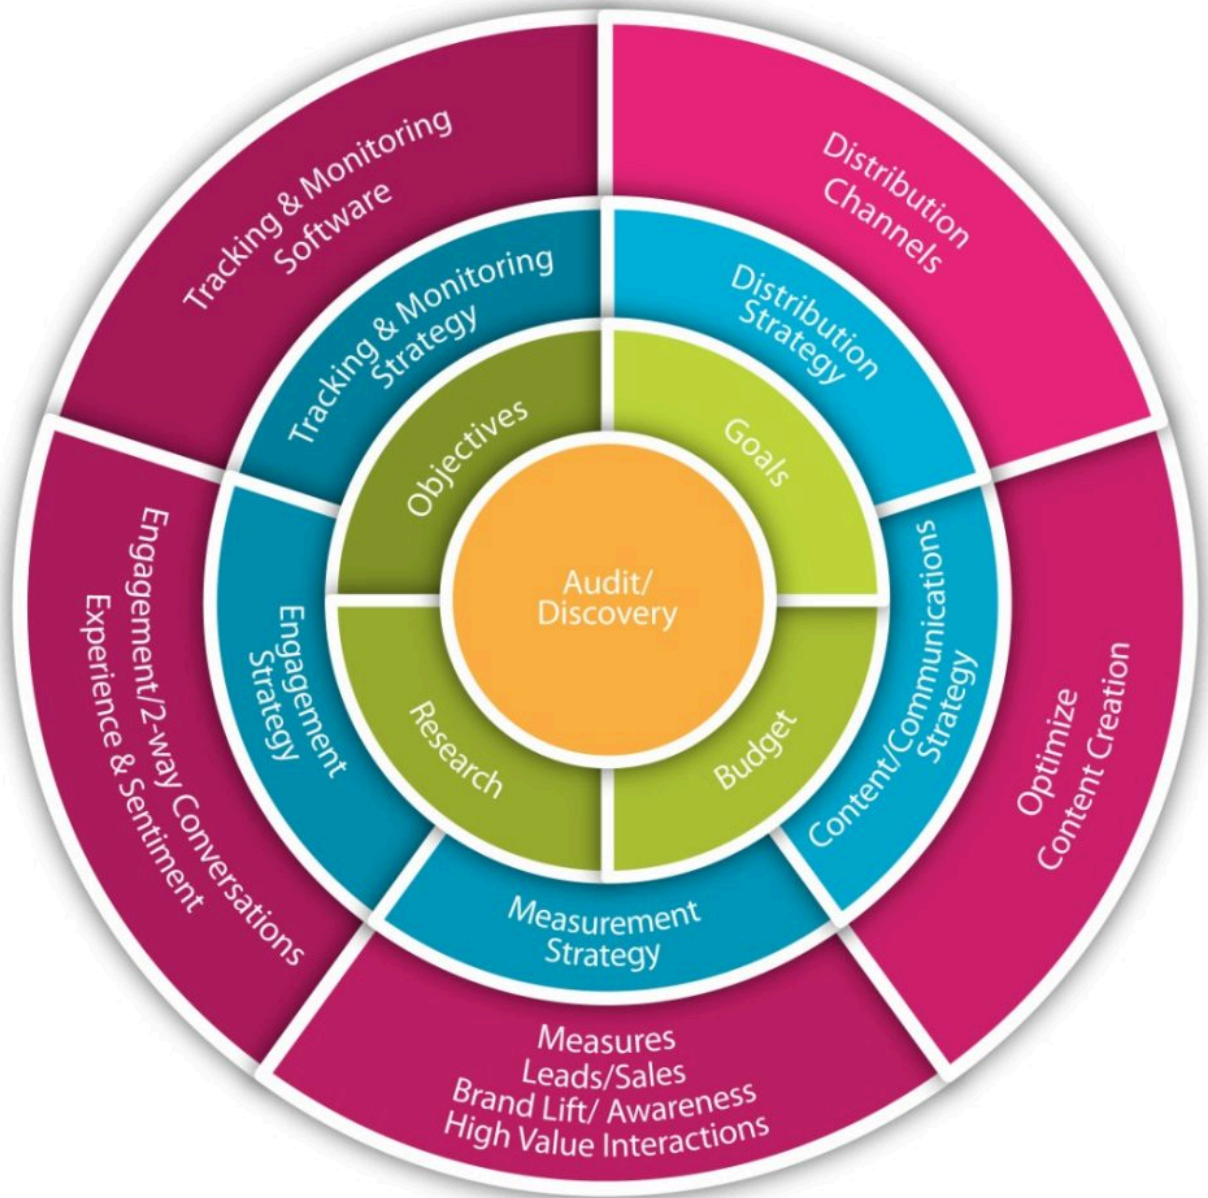 Tracking & Monitoring
Software
Distribution
Channels
Tracking & Monitoring
Strategy
Distribution
Strategy
Objectives
Goals
Audit/
Discovery
Engagement/2-way Conversations
Experience & Sentiment
Engagement
Strategy
Research
Budget
Content/Communications
Strategy
Optimize
Content Creation
Measurement
Strategy
Measures
Leads/Sales
Brand Lift/ Awareness
High Value Interactions